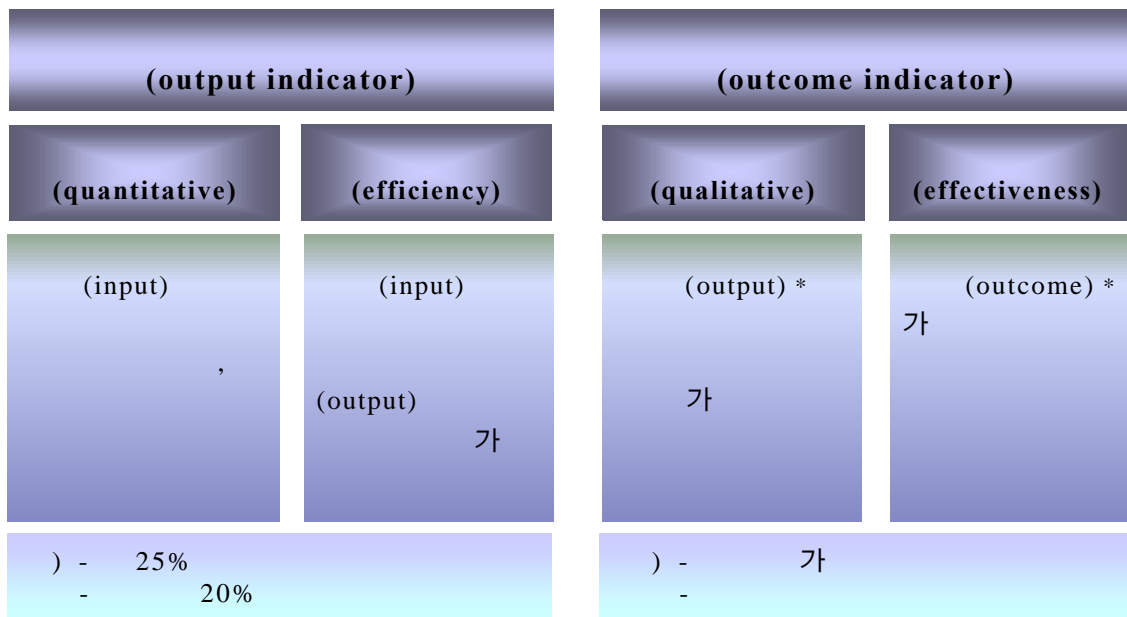 (output indicator)
(quantitative)
(efficiency)
(input)
,
(input)
(output)
가
) - 25%
- 20%
(outcome indicator)
(qualitative)
(effectiveness)
(output) *
가
(outcome) *
가
) - 가
-